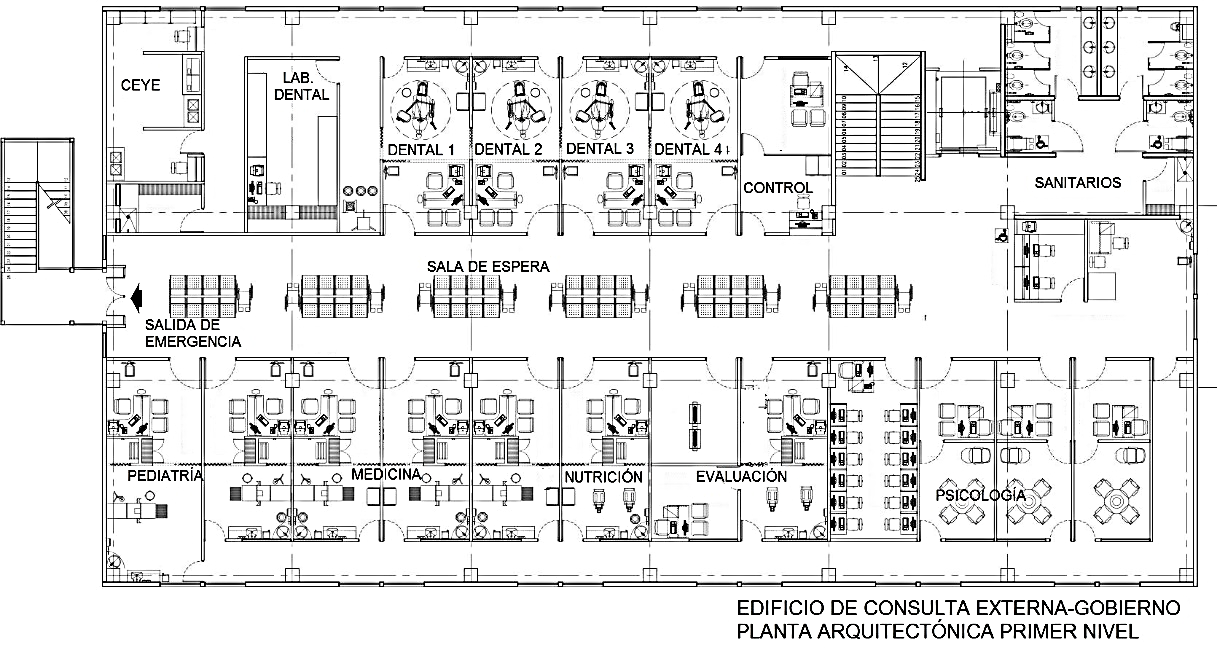 CEYE
LAB.
DENTAL
DENTAL 1
DENTAL 2
DENTAL 3
DENTAL 4
CONTROL
SANITARIOS
SALA DE ESPERA
SALIDA DE
EMERGENCIA
PEDIATRÍA
MEDICINA
NUTRICIÓN
EVALUACIÓN
PSICOLOGÍA
EDIFICIO DE CONSULTA EXTERNA-GOBIERNO
PLANTA ARQUITECTÓNICA PRIMER NIVEL